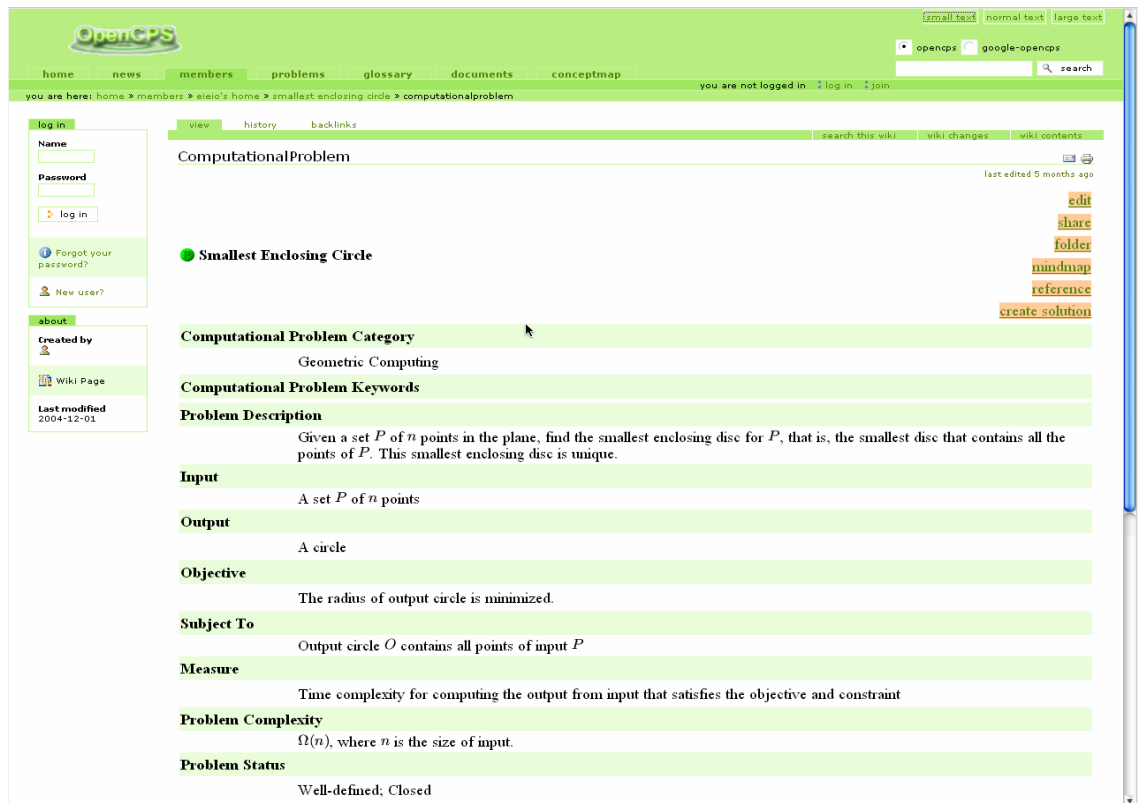 small text normal text large text
OpenCPS
opencps google-opencps
search
home news members problems glossary documents conceptmap
you are not logged in log in join
you are here: home » members » eieio's home » smallest enclosing circle » computationalproblem
log in
Name
Password
log in
Forgot your
password?
New user?
about
Created by
Wiki Page
Last modified
2004-12-01
view history backlinks
search this wiki wiki changes wiki contents
ComputationalProblem
last edited 5 months ago
edit
share
folder
mindmap
reference
create solution
Smallest Enclosing Circle
Computational Problem Category
Geometric Computing
Computational Problem Keywords
Problem Description
Given a set P of n points in the plane, find the smallest enclosing disc for P, that is, the smallest disc that contains all the
points of P. This smallest enclosing disc is unique.
Input
A set P of n points
Output
A circle
Objective
The radius of output circle is minimized.
Subject To
Output circle O contains all points of input P
Measure
Time complexity for computing the output from input that satisfies the objective and constraint
Problem Complexity
Ω(n), where n is the size of input.
Problem Status
Well-defined; Closed